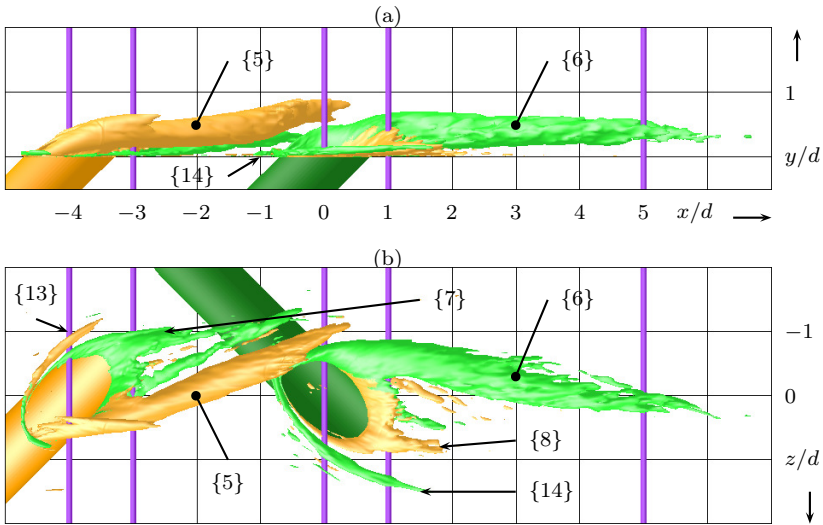 (a)
{5}
{6}
1
{14}
y/d
−4 −3 −2 −1 0 1 2 3 4 5 x/d
(b)
{13}
{7}
{6}
−1
0
{8}
z/d
{5}
{14}